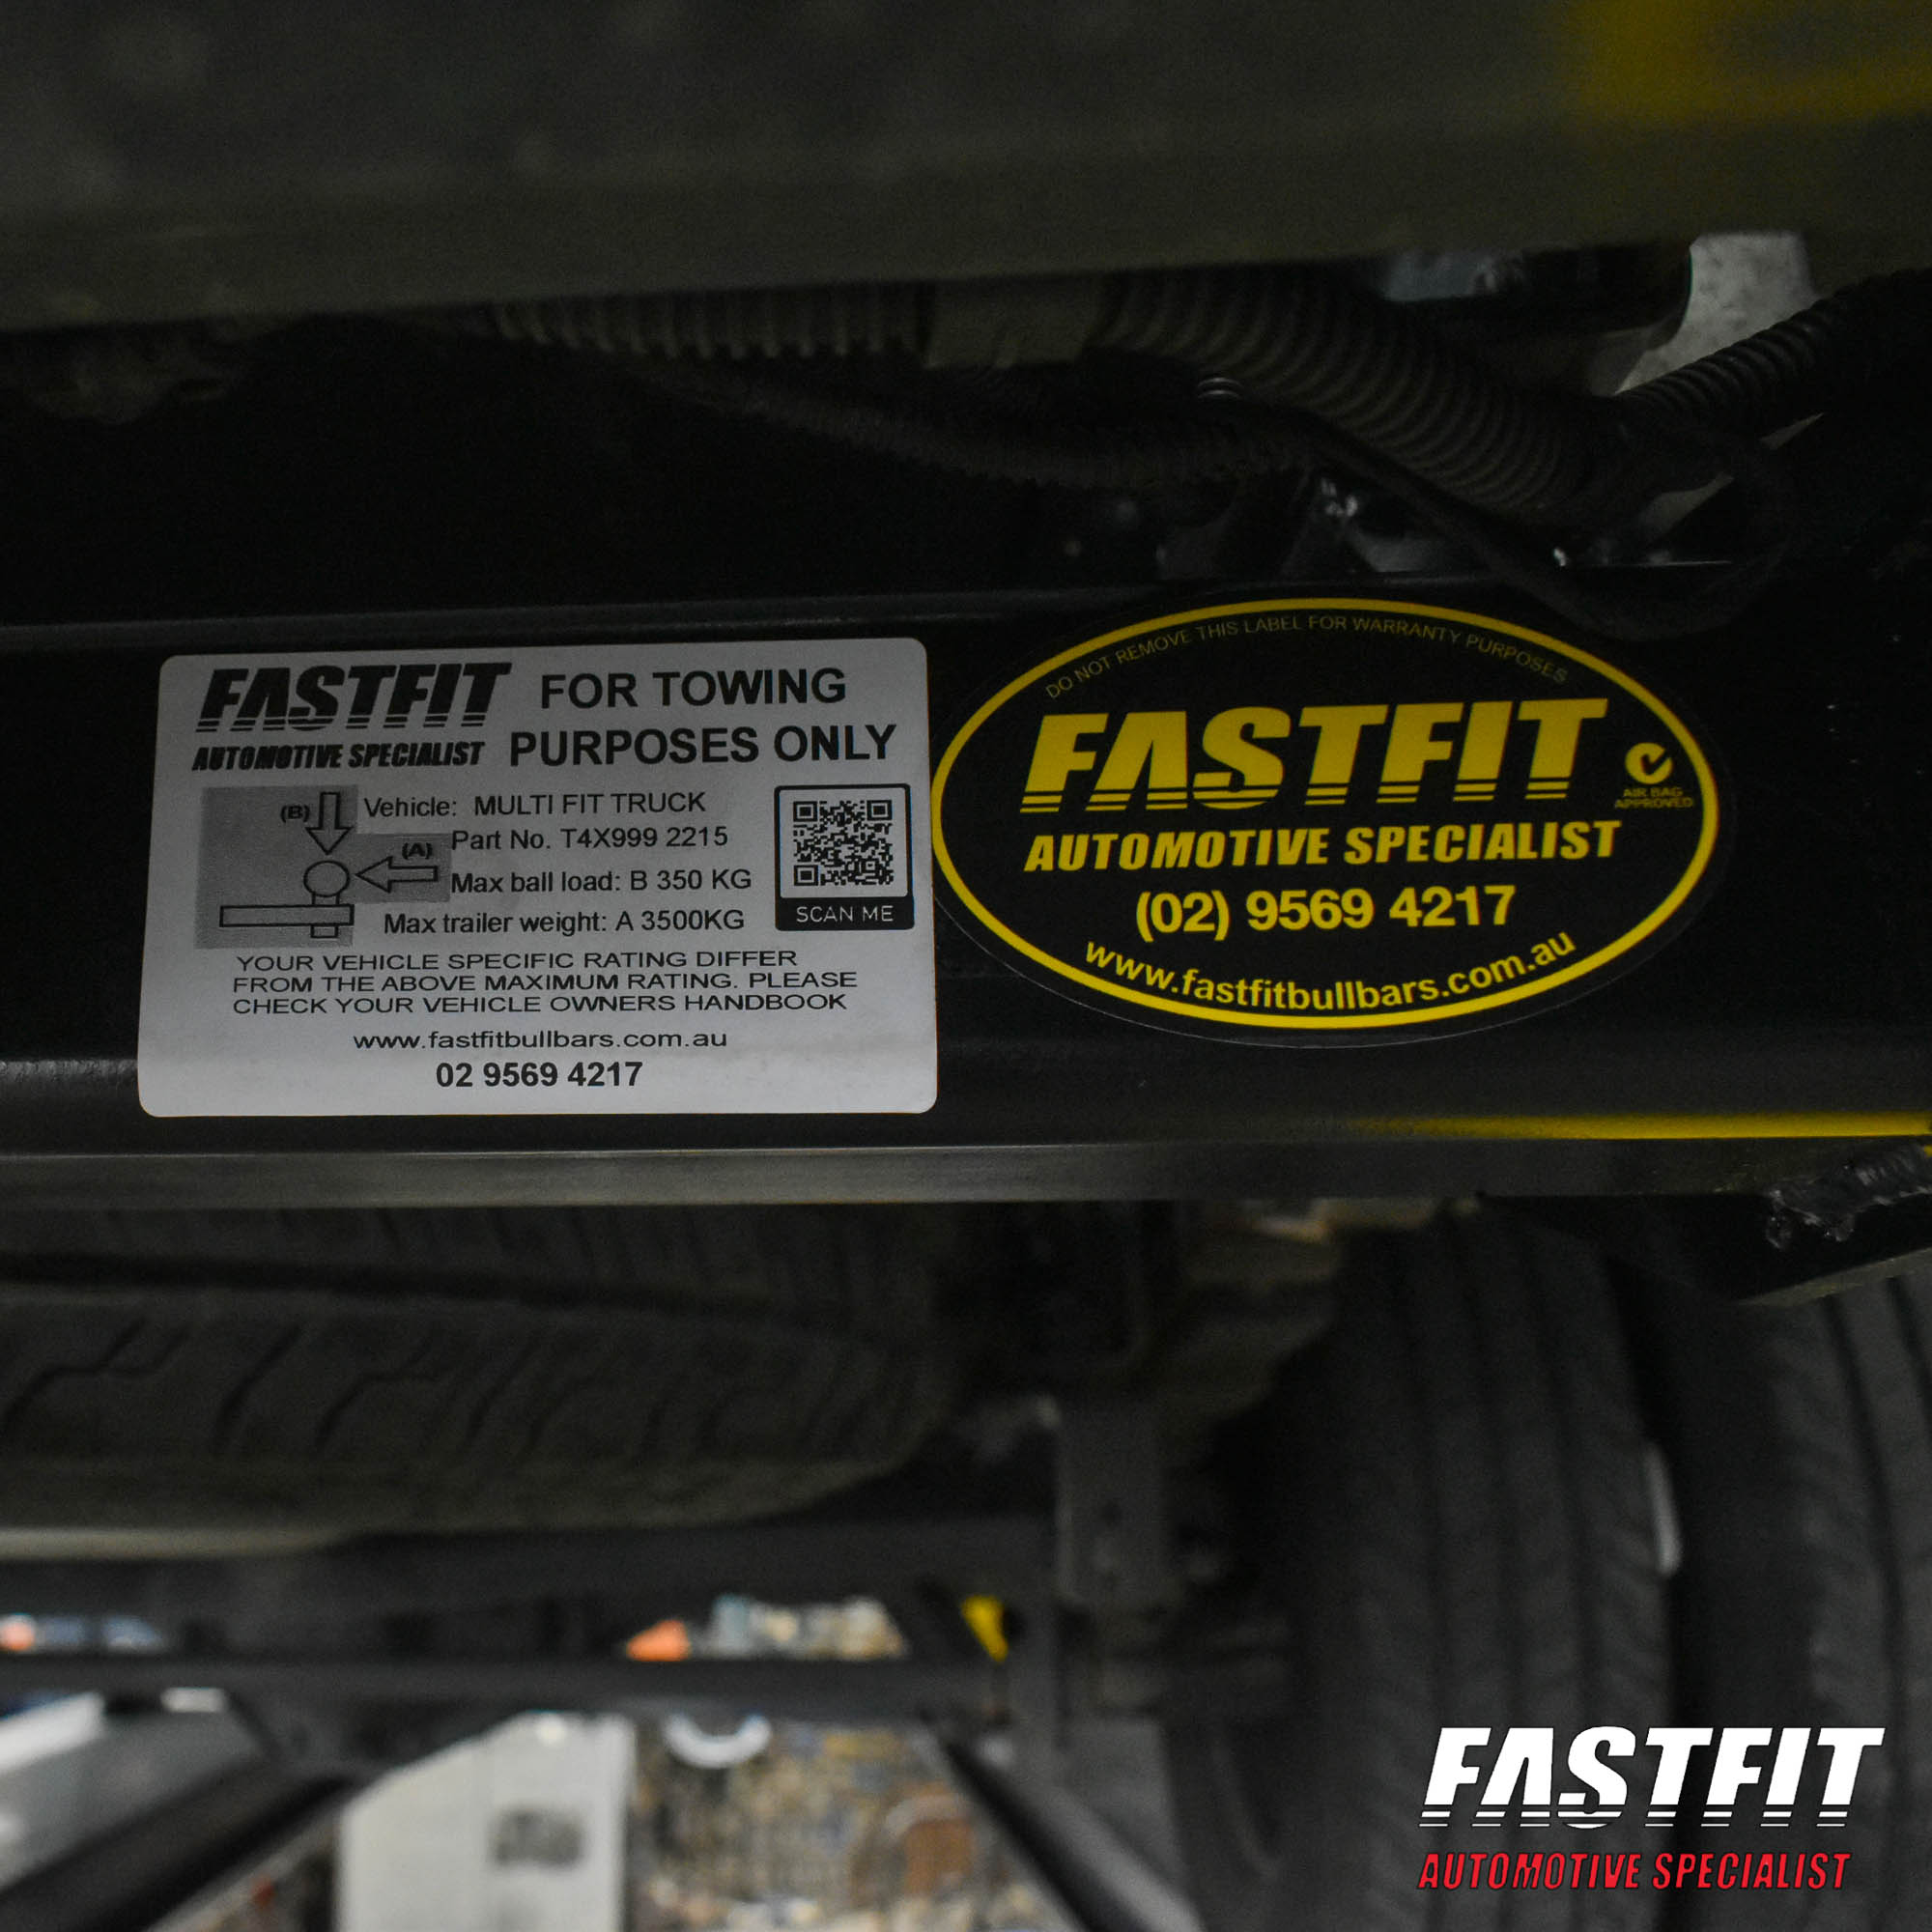 FASTFIT
AUTOMOTIVE SPECIALIST
FOR TOWING
PURPOSES ONLY
(B)
(A)
Vehicle: MULTI FIT TRUCK
Part No. T4X999 2215
Max ball load: B 350 KG
Max trailer weight: A 3500KG
SCAN ME
YOUR VEHICLE SPECIFIC RATING DIFFER
FROM THE ABOVE MAXIMUM RATING. PLEASE
CHECK YOUR VEHICLE OWNERS HANDBOOK
www.fastfitbullbars.com.au
02 9569 4217
DO NOT REMOVE THIS LABEL FOR WARRANTY PURPOSES
FASTFIT
AUTOMOTIVE SPECIALIST
AIR BAG
APPROVED
(02) 9569 4217
www.fastfitbullbars.com.au
FASTFIT
AUTOMOTIVE SPECIALIST